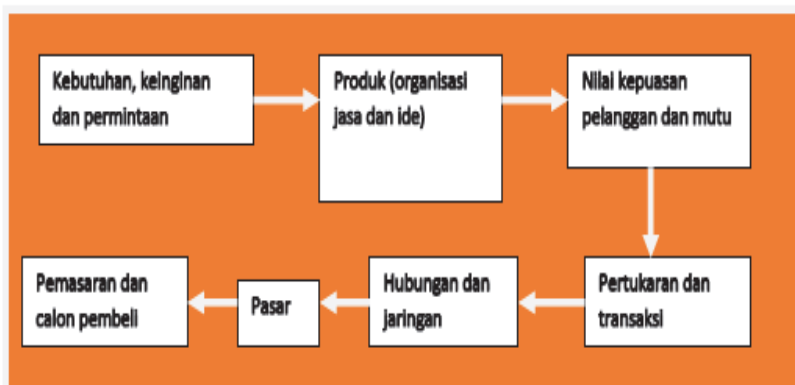 Kebutuhan, keinginan
dan permintaan
Produk (organisasi
jasa dan ide)
Nilai kepuasan
pelanggan dan mutu
Pertukaran dan
transaksi
Hubungan dan
jaringan
Pasar
Pemasaran dan
calon pembeli